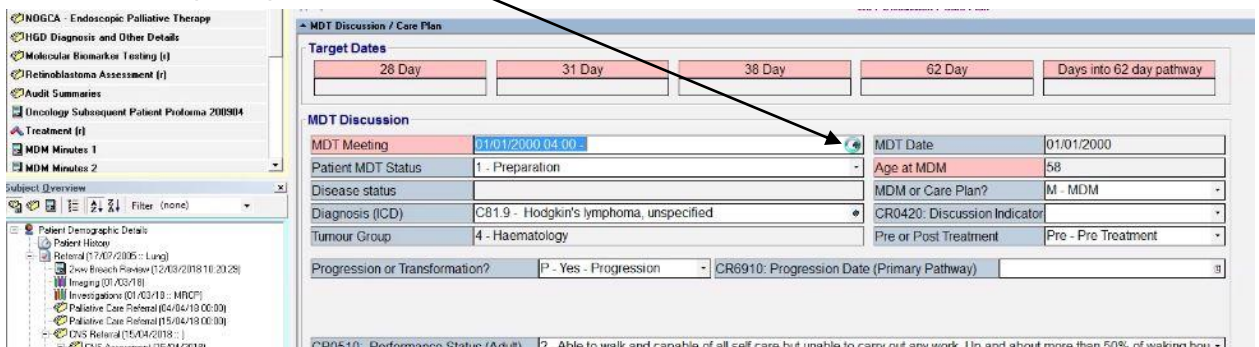 NOGCA - Endoscopic Palliative Therapy
HGD Diagnosis and Other Details
Molecular Biomarker Testing (r)
Retinoblastoma Assessment (r)
Audit Summaries
Oncology Subsequent Patient Proforma 200904
Treatment (r)
MDM Minutes 1
MDM Minutes 2
Subject Overview
Filter (none)
Patient Demographic Details
Patient History
Referral (17/07/2005 :: Lung)
2ww Breach Review (12/03/2018 10:20:29)
Imaging (01/03/18)
Investigations (01/03/18 :: MRCP)
Palliative Care Referral (04/04/18 00:00)
Palliative Care Referral (15/04/18 00:00)
CNS Referral (15/04/2018 :: )
MDT Discussion / Care Plan
Target Dates
28 Day 31 Day 38 Day 62 Day Days into 62 day pathway
MDT Discussion
MDT Meeting 01/01/2000 04:00 - MDT Date 01/01/2000
Patient MDT Status 1 - Preparation Age at MDM 58
Disease status MDM or Care Plan? M - MDM
Diagnosis (ICD) C81.9 - Hodgkin's lymphoma, unspecified CR0420: Discussion Indicator
Tumour Group 4 - Haematology Pre or Post Treatment Pre - Pre Treatment
Progression or Transformation? P - Yes - Progression CR6910: Progression Date (Primary Pathway)
CR0510: Performance Status (Adult) 2 Able to walk and capable of all self care but unable to carry out any work. Up and about more than 50% of waking hou